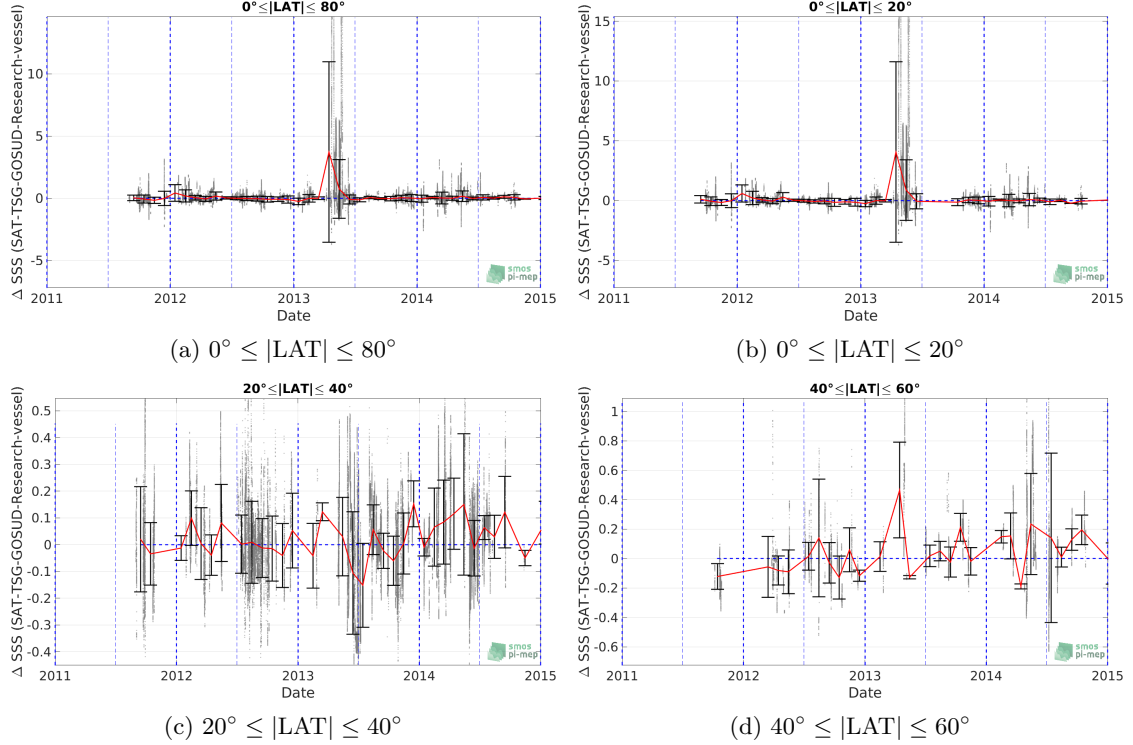 0°≤|LAT|≤ 80°
Δ SSS (SAT-TSG-GOSUD-Research-vessel)
10
5
0
-5
2011 2012 2013 2014 2015
Date
smos
pi-mep
(a) 0° ≤ |LAT| ≤ 80°
0°≤|LAT|≤ 20°
Δ SSS (SAT-TSG-GOSUD-Research-vessel)
15
10
5
0
-5
2011 2012 2013 2014 2015
Date
smos
pi-mep
(b) 0° ≤ |LAT| ≤ 20°
20°≤|LAT|≤ 40°
Δ SSS (SAT-TSG-GOSUD-Research-vessel)
0.5
0.4
0.3
0.2
0.1
0
-0.1
-0.2
-0.3
-0.4
2011 2012 2013 2014 2015
Date
smos
pi-mep
(c) 20° ≤ |LAT| ≤ 40°
40°≤|LAT|≤ 60°
Δ SSS (SAT-TSG-GOSUD-Research-vessel)
1
0.8
0.6
0.4
0.2
0
-0.2
-0.4
-0.6
2011 2012 2013 2014 2015
Date
smos
pi-mep
(d) 40° ≤ |LAT| ≤ 60°